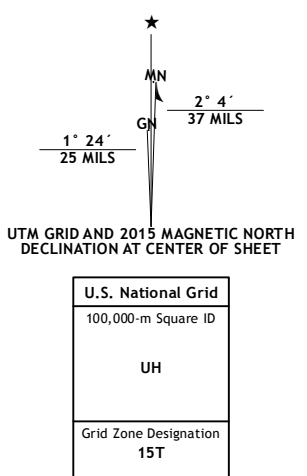 ★
MN
2° 4´
37 MILS
GN
1° 24´
25 MILS
UTM GRID AND 2015 MAGNETIC NORTH
DECLINATION AT CENTER OF SHEET
U.S. National Grid
100,000-m Square ID
UH
Grid Zone Designation
15T